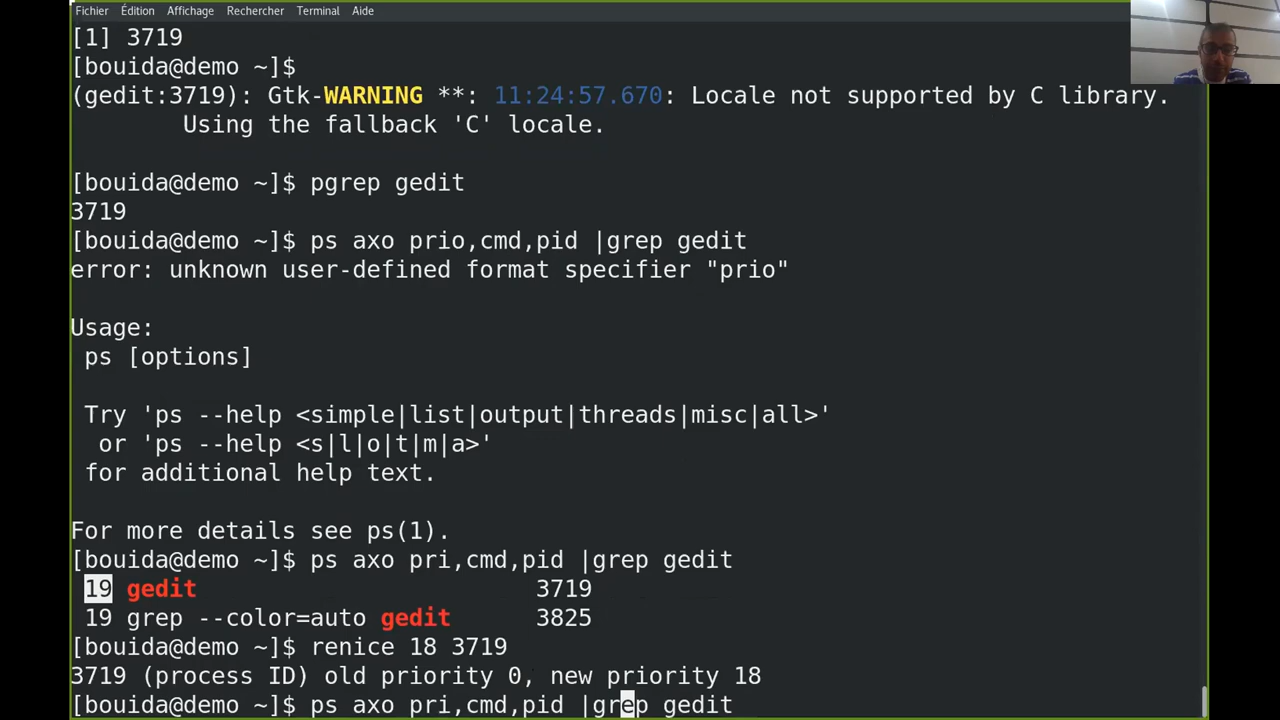 Fichier Édition Affichage Rechercher Terminal Aide
[1] 3719
[bouida@demo ~]$
(gedit:3719): Gtk-WARNING **: 11:24:57.670: Locale not supported by C library.
Using the fallback 'C' locale.
[bouida@demo ~]$ pgrep gedit
3719
[bouida@demo ~]$ ps axo prio,cmd,pid |grep gedit
error: unknown user-defined format specifier "prio"
Usage:
ps [options]
Try 'ps --help <simple|list|output|threads|misc|all>'
or 'ps --help <s|l|o|t|m|a>'
for additional help text.
For more details see ps(1).
[bouida@demo ~]$ ps axo pri,cmd,pid |grep gedit
19 gedit 3719
19 grep --color=auto gedit 3825
[bouida@demo ~]$ renice 18 3719
3719 (process ID) old priority 0, new priority 18
[bouida@demo ~]$ ps axo pri,cmd,pid |grep gedit